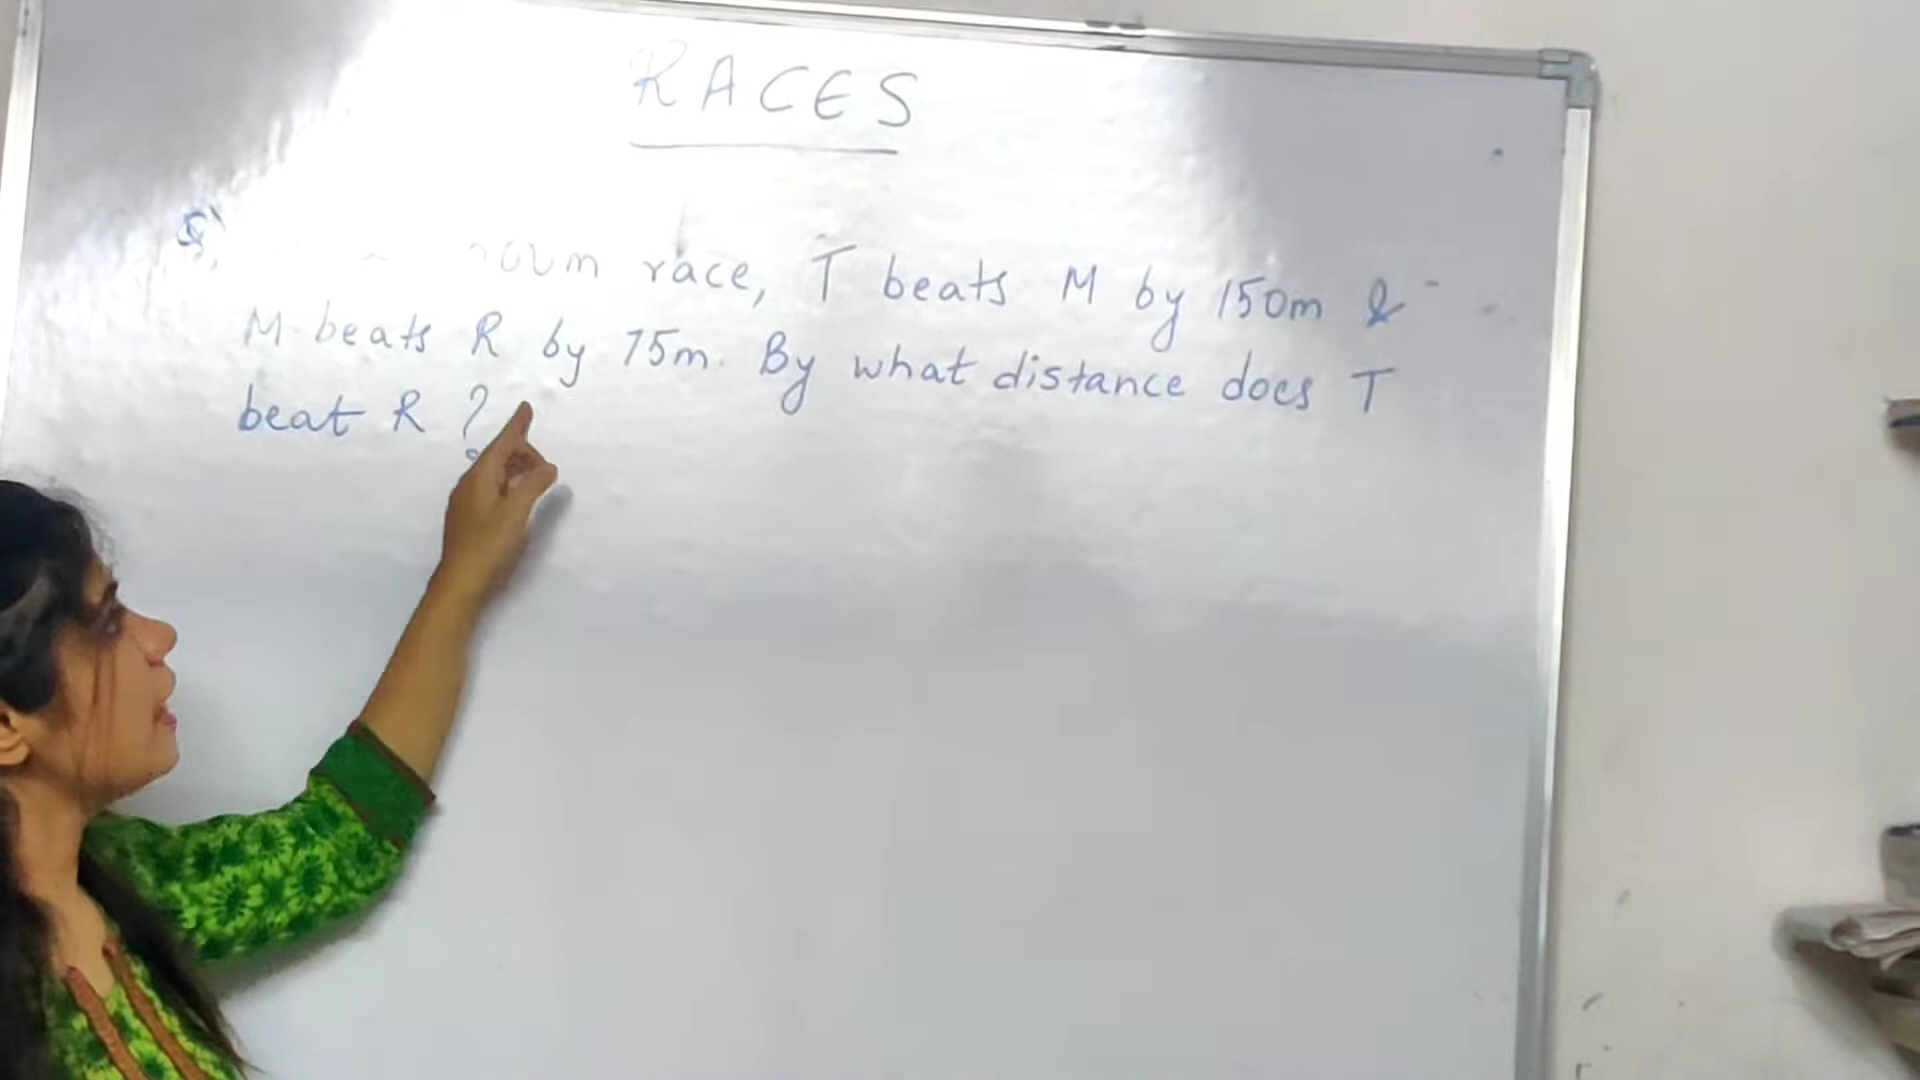 RACES
Q race, T beats M by 150m &
M beats R by 75m. By what distance does T
beat R ?